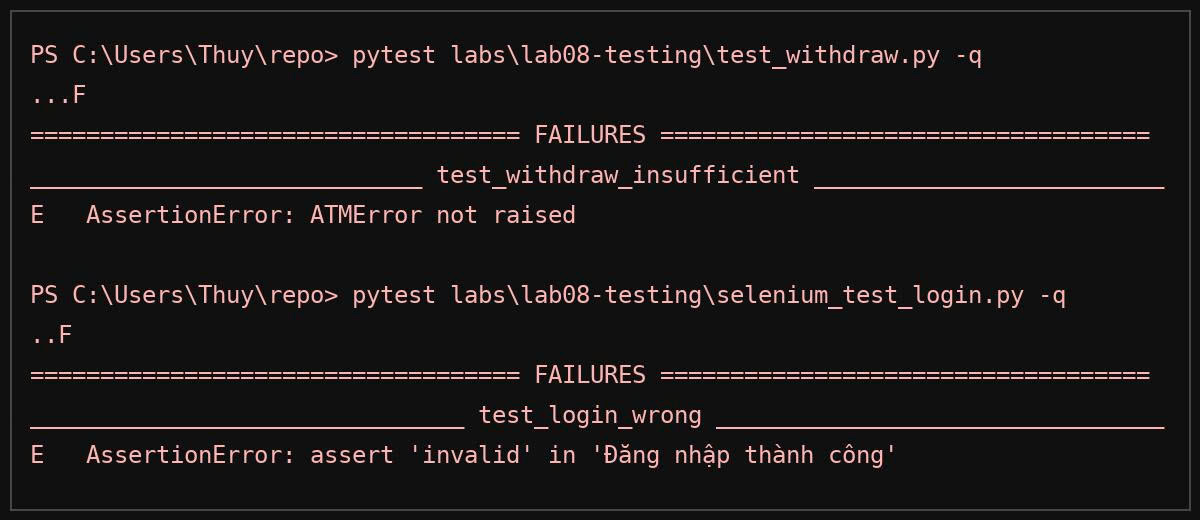 PS C:\Users\Thuy\repo> pytest labs\lab08-testing\test_withdraw.py -q
...F
=================================== FAILURES ===================================
____________________________ test_withdraw_insufficient _________________________
E   AssertionError: ATMError not raised
PS C:\Users\Thuy\repo> pytest labs\lab08-testing\selenium_test_login.py -q
..F
=================================== FAILURES ===================================
_______________________________ test_login_wrong ________________________________
E   AssertionError: assert 'invalid' in 'Đăng nhập thành công'